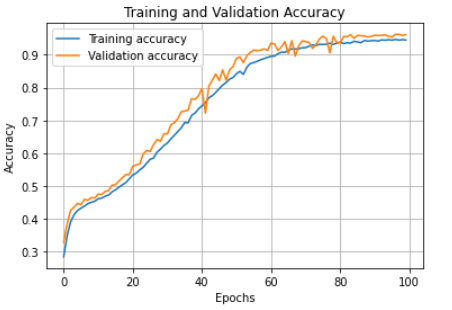 Training and Validation Accuracy
Training accuracy
Validation accuracy
Accuracy
0.9
0.8
0.7
0.6
0.5
0.4
0.3
0 20 40 60 80 100
Epochs